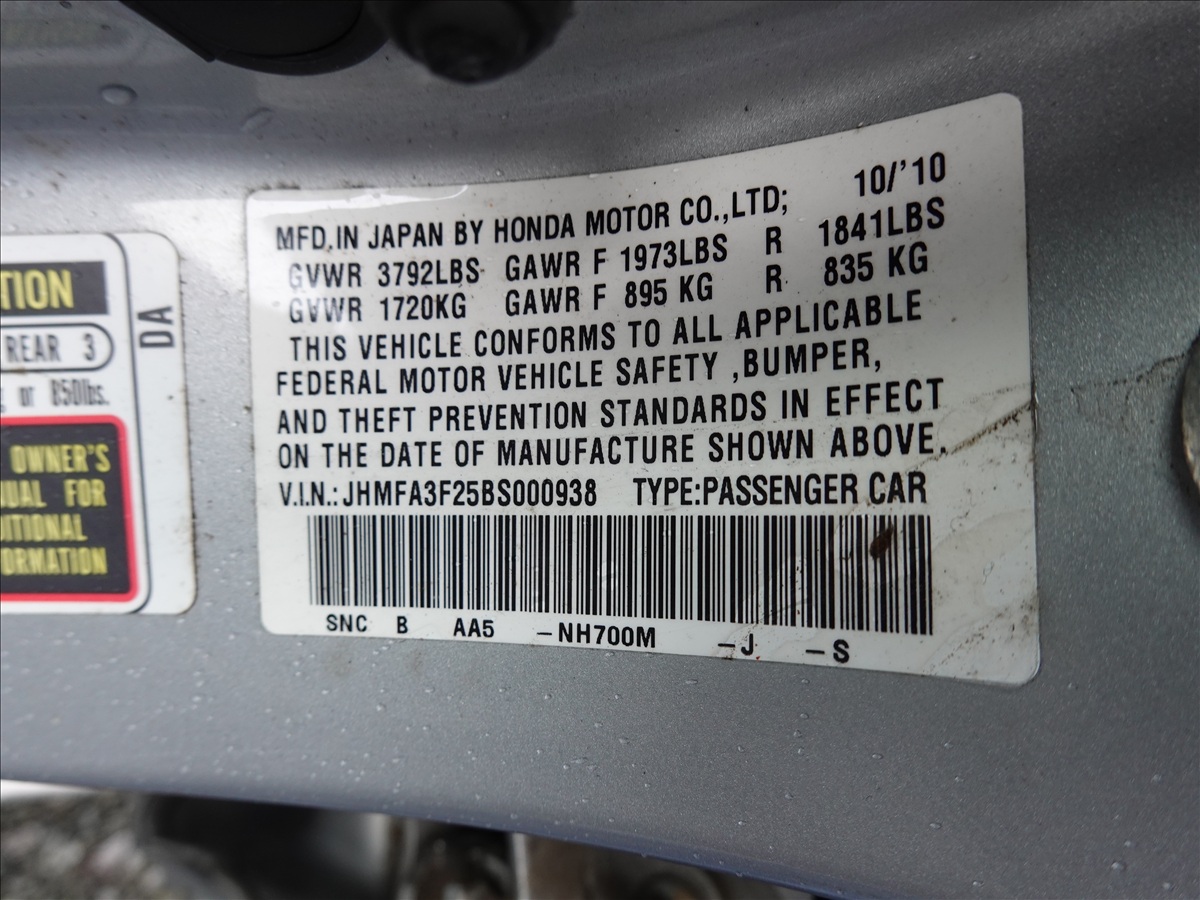 TION
REAR 3
or 850lbs.
OWNER'S
UAL FOR
ITIONAL
ORMATION
DA
MFD.IN JAPAN BY HONDA MOTOR CO.,LTD; 10/'10
GVWR 3792LBS GAWR F 1973LBS R 1841LBS
GVWR 1720KG GAWR F 895 KG R 835 KG
THIS VEHICLE CONFORMS TO ALL APPLICABLE
FEDERAL MOTOR VEHICLE SAFETY ,BUMPER,
AND THEFT PREVENTION STANDARDS IN EFFECT
ON THE DATE OF MANUFACTURE SHOWN ABOVE.
V.I.N.: JHMFA3F25BS000938 TYPE:PASSENGER CAR
SNC B AA5 -NH700M -J -S